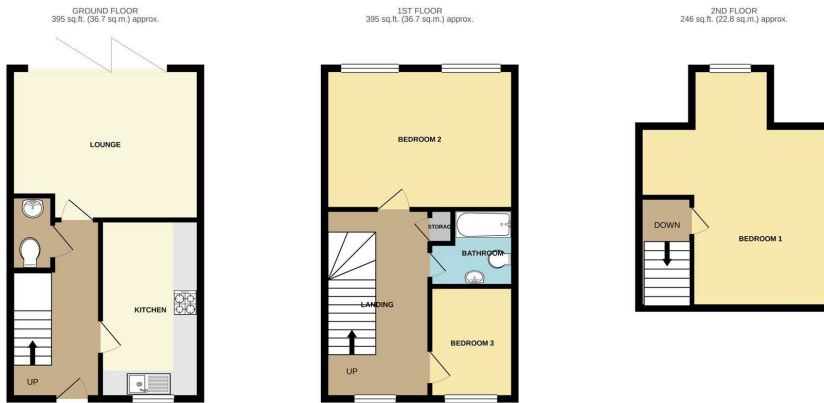 GROUND FLOOR
395 sq.ft. (36.7 sq.m.) approx.
LOUNGE
KITCHEN
UP
1ST FLOOR
395 sq.ft. (36.7 sq.m.) approx.
BEDROOM 2
STORAG
BATHROOM
LANDING
BEDROOM 3
UP
2ND FLOOR
246 sq.ft. (22.8 sq.m.) approx.
DOWN
BEDROOM 1